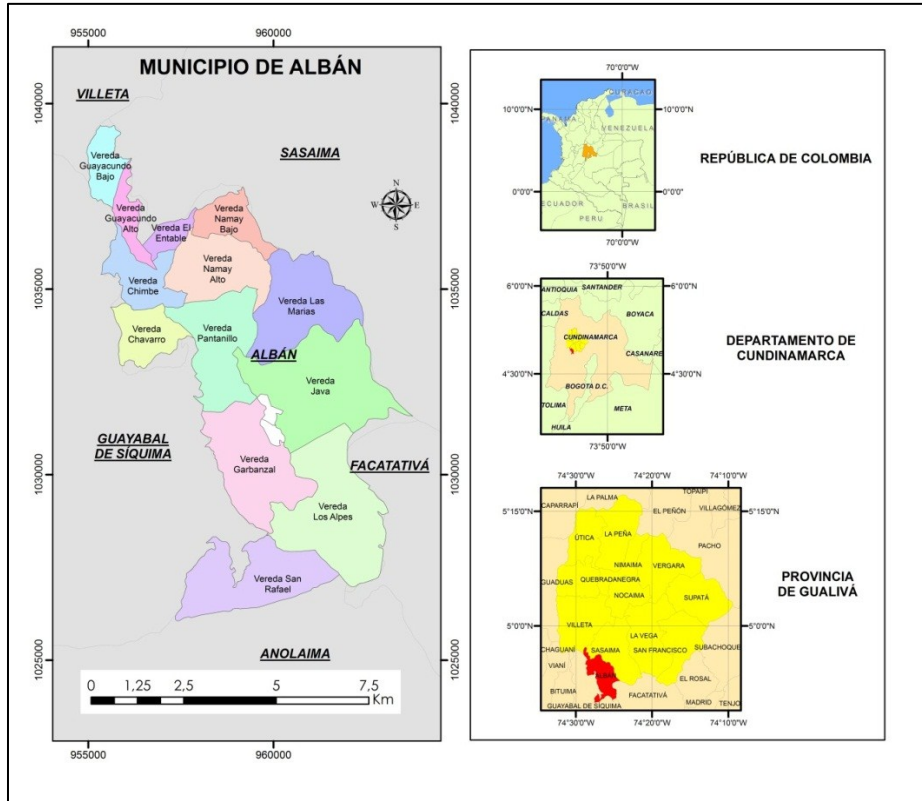 955000
960000
MUNICIPIO DE ALBÁN
VILLETA
SASAIMA
1040000
1040000
Vereda
Guayacundo
Bajo
Vereda
Guayacundo
Alto
Vereda El
Entable
Vereda
Namay
Bajo
N
W
E
S
Vereda
Namay
Alto
Vereda
Chimbe
Vereda Las
Marias
1035000
1035000
Vereda
Chavarro
Vereda
Pantanillo
ALBÁN
Vereda
Java
GUAYABAL
DE SÍQUIMA
Vereda
Garbanzal
FACATATIVÁ
1030000
1030000
Vereda
Los Alpes
Vereda San
Rafael
ANOLAIMA
1025000
1025000
0 1,25 2,5 5 7,5
Km
955000
960000
70°0'0"W
CURACAO
10°0'0"N
10°0'0"N
PANAMA
VENEZUELA
0°0'0"N
0°0'0"N
ECUADOR
BRASIL
PERU
70°0'0"W
REPÚBLICA DE COLOMBIA
73°50'0"W
6°0'0"N
6°0'0"N
ANTIOQUIA
SANTANDER
CALDAS
BOYACA
CUNDINAMARCA
CASANARE
4°30'0"N
4°30'0"N
BOGOTA D.C.
TOLIMA
META
HUILA
73°50'0"W
DEPARTAMENTO DE
CUNDINAMARCA
74°30'0"W
74°20'0"W
74°10'0"W
LA PALMA
TOPAIPI
CAPARRAPÍ
EL PEÑÓN
VILLAGÓMEZ
5°15'0"N
5°15'0"N
ÚTICA
LA PEÑA
PACHO
NIMAIMA
VERGARA
GUADUAS
QUEBRADANEGRA
NOCAIMA
SUPATÁ
VILLETA
5°0'0"N
5°0'0"N
LA VEGA
CHAGUANÍ
SASAIMA
SAN FRANCISCO
SUBACHOQUE
VIANÍ
ALBÁN
EL ROSAL
BITUIMA
FACATATIVÁ
GUAYABAL DE SÍQUIMA
MADRID
TENJO
74°30'0"W
74°20'0"W
74°10'0"W
PROVINCIA
DE GUALIVÁ